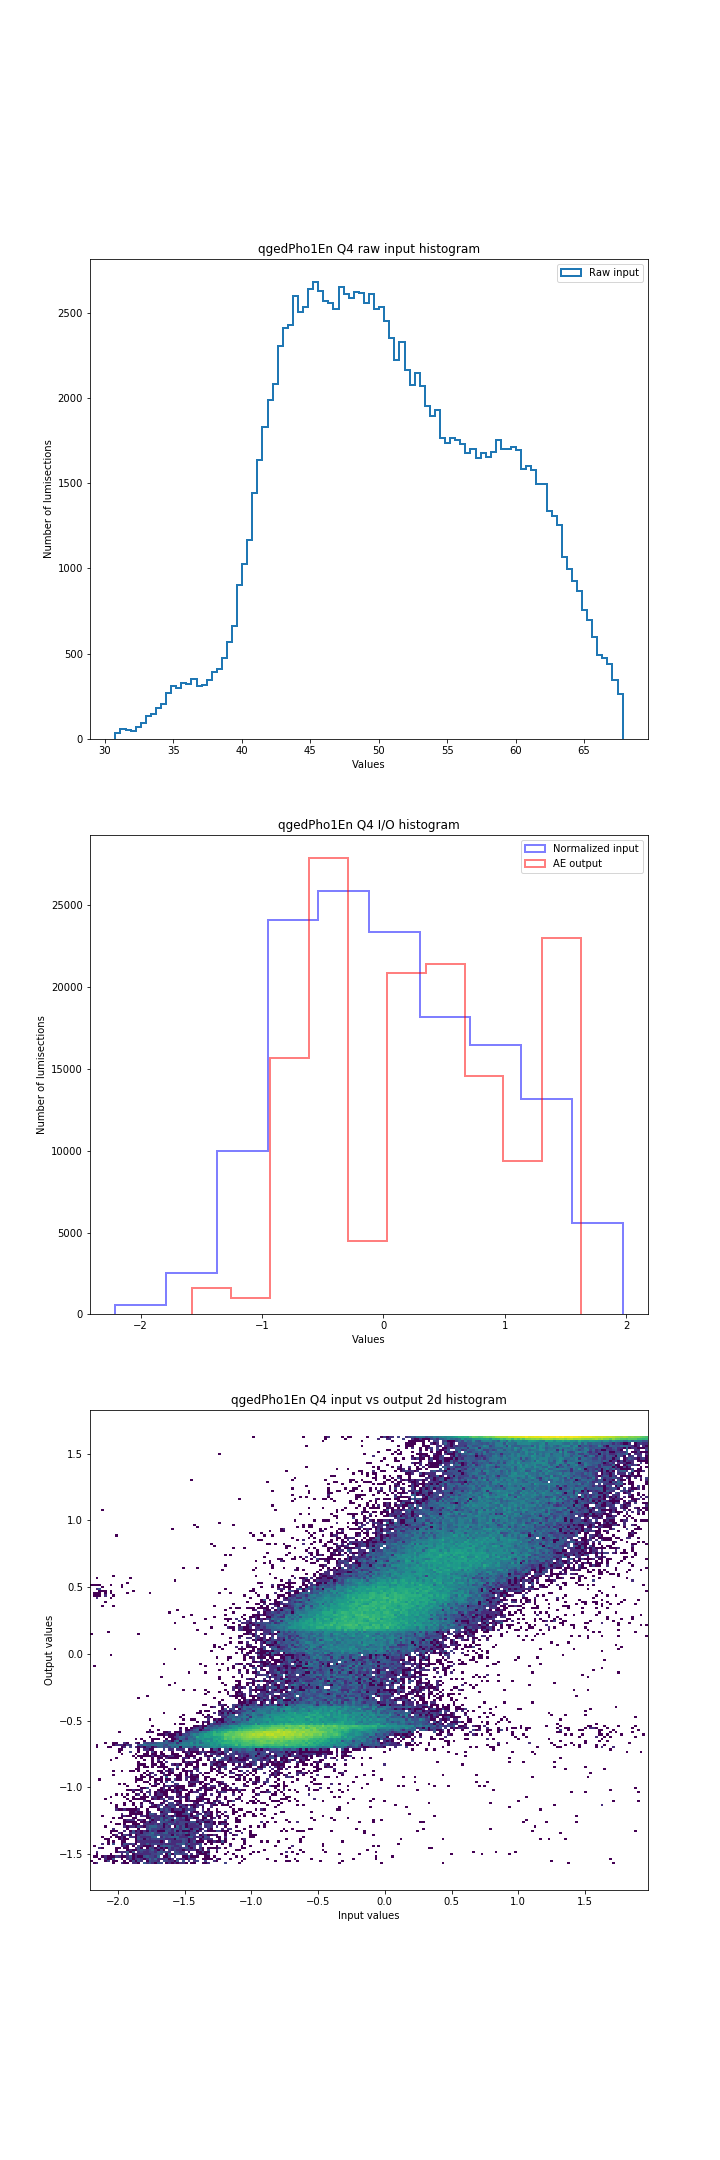 qgedPho1En Q4 raw input histogram
Raw input
2500
2000
1500
1000
500
0
Number of lumisections
30 35 40 45 50 55 60 65
Values
qgedPho1En Q4 I/O histogram
Normalized input
AE output
25000
20000
15000
10000
5000
0
Number of lumisections
−2 −1 0 1 2
Values
qgedPho1En Q4 input vs output 2d histogram
1.5
1.0
0.5
0.0
−0.5
−1.0
−1.5
Output values
−2.0 −1.5 −1.0 −0.5 0.0 0.5 1.0 1.5
Input values